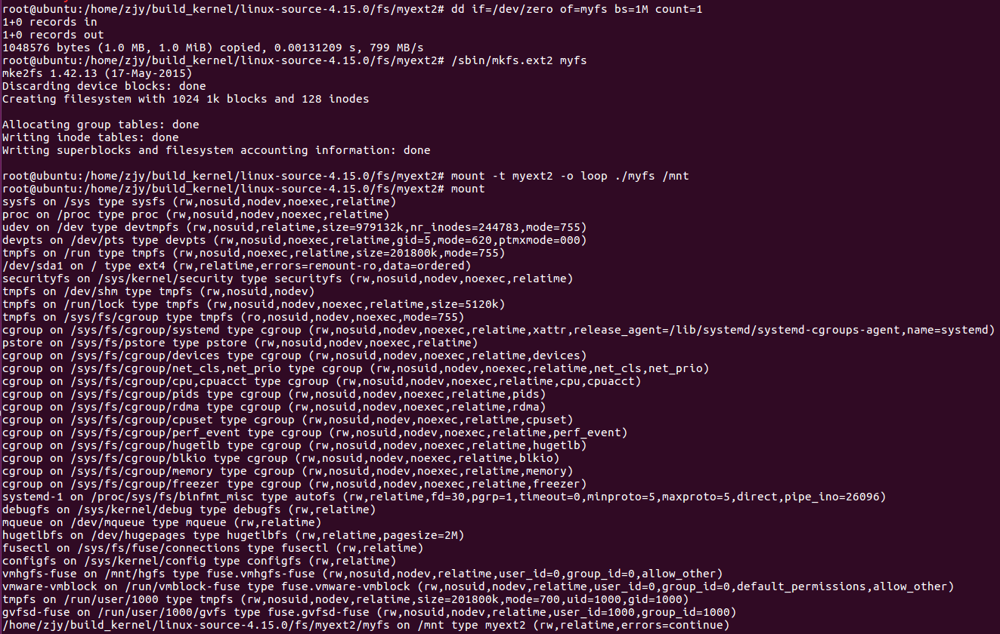 root@ubuntu:/home/zjy/build_kernel/linux-source-4.15.0/fs/myext2# dd if=/dev/zero of=myfs bs=1M count=1
1+0 records in
1+0 records out
1048576 bytes (1.0 MB, 1.0 MiB) copied, 0.00131209 s, 799 MB/s
root@ubuntu:/home/zjy/build_kernel/linux-source-4.15.0/fs/myext2# /sbin/mkfs.ext2 myfs
mke2fs 1.42.13 (17-May-2015)
Discarding device blocks: done
Creating filesystem with 1024 1k blocks and 128 inodes
Allocating group tables: done
Writing inode tables: done
Writing superblocks and filesystem accounting information: done
root@ubuntu:/home/zjy/build_kernel/linux-source-4.15.0/fs/myext2# mount -t myext2 -o loop ./myfs /mnt
root@ubuntu:/home/zjy/build_kernel/linux-source-4.15.0/fs/myext2# mount
sysfs on /sys type sysfs (rw,nosuid,nodev,noexec,relatime)
proc on /proc type proc (rw,nosuid,nodev,noexec,relatime)
udev on /dev type devtmpfs (rw,nosuid,relatime,size=979132k,nr_inodes=244783,mode=755)
devpts on /dev/pts type devpts (rw,nosuid,noexec,relatime,gid=5,mode=620,ptmxmode=000)
tmpfs on /run type tmpfs (rw,nosuid,noexec,relatime,size=201800k,mode=755)
/dev/sda1 on / type ext4 (rw,relatime,errors=remount-ro,data=ordered)
securityfs on /sys/kernel/security type securityfs (rw,nosuid,nodev,noexec,relatime)
tmpfs on /dev/shm type tmpfs (rw,nosuid,nodev)
tmpfs on /run/lock type tmpfs (rw,nosuid,nodev,noexec,relatime,size=5120k)
tmpfs on /sys/fs/cgroup type tmpfs (ro,nosuid,nodev,noexec,mode=755)
cgroup on /sys/fs/cgroup/systemd type cgroup (rw,nosuid,nodev,noexec,relatime,xattr,release_agent=/lib/systemd/systemd-cgroups-agent,name=systemd)
pstore on /sys/fs/pstore type pstore (rw,nosuid,nodev,noexec,relatime)
cgroup on /sys/fs/cgroup/devices type cgroup (rw,nosuid,nodev,noexec,relatime,devices)
cgroup on /sys/fs/cgroup/net_cls,net_prio type cgroup (rw,nosuid,nodev,noexec,relatime,net_cls,net_prio)
cgroup on /sys/fs/cgroup/cpu,cpuacct type cgroup (rw,nosuid,nodev,noexec,relatime,cpu,cpuacct)
cgroup on /sys/fs/cgroup/pids type cgroup (rw,nosuid,nodev,noexec,relatime,pids)
cgroup on /sys/fs/cgroup/rdma type cgroup (rw,nosuid,nodev,noexec,relatime,rdma)
cgroup on /sys/fs/cgroup/cpuset type cgroup (rw,nosuid,nodev,noexec,relatime,cpuset)
cgroup on /sys/fs/cgroup/perf_event type cgroup (rw,nosuid,nodev,noexec,relatime,perf_event)
cgroup on /sys/fs/cgroup/hugetlb type cgroup (rw,nosuid,nodev,noexec,relatime,hugetlb)
cgroup on /sys/fs/cgroup/blkio type cgroup (rw,nosuid,nodev,noexec,relatime,blkio)
cgroup on /sys/fs/cgroup/memory type cgroup (rw,nosuid,nodev,noexec,relatime,memory)
cgroup on /sys/fs/cgroup/freezer type cgroup (rw,nosuid,nodev,noexec,relatime,freezer)
systemd-1 on /proc/sys/fs/binfmt_misc type autofs (rw,relatime,fd=30,pgrp=1,timeout=0,minproto=5,maxproto=5,direct,pipe_ino=26096)
debugfs on /sys/kernel/debug type debugfs (rw,relatime)
mqueue on /dev/mqueue type mqueue (rw,relatime)
hugetlbfs on /dev/hugepages type hugetlbfs (rw,relatime,pagesize=2M)
fusectl on /sys/fs/fuse/connections type fusectl (rw,relatime)
configfs on /sys/kernel/config type configfs (rw,relatime)
vmhgfs-fuse on /mnt/hgfs type fuse.vmhgfs-fuse (rw,nosuid,nodev,relatime,user_id=0,group_id=0,allow_other)
vmware-vmblock on /run/vmblock-fuse type fuse.vmware-vmblock (rw,nosuid,nodev,relatime,user_id=0,group_id=0,default_permissions,allow_other)
tmpfs on /run/user/1000 type tmpfs (rw,nosuid,nodev,relatime,size=201800k,mode=700,uid=1000,gid=1000)
gvfsd-fuse on /run/user/1000/gvfs type fuse.gvfsd-fuse (rw,nosuid,nodev,relatime,user_id=1000,group_id=1000)
/home/zjy/build_kernel/linux-source-4.15.0/fs/myext2/myfs on /mnt type myext2 (rw,relatime,errors=continue)